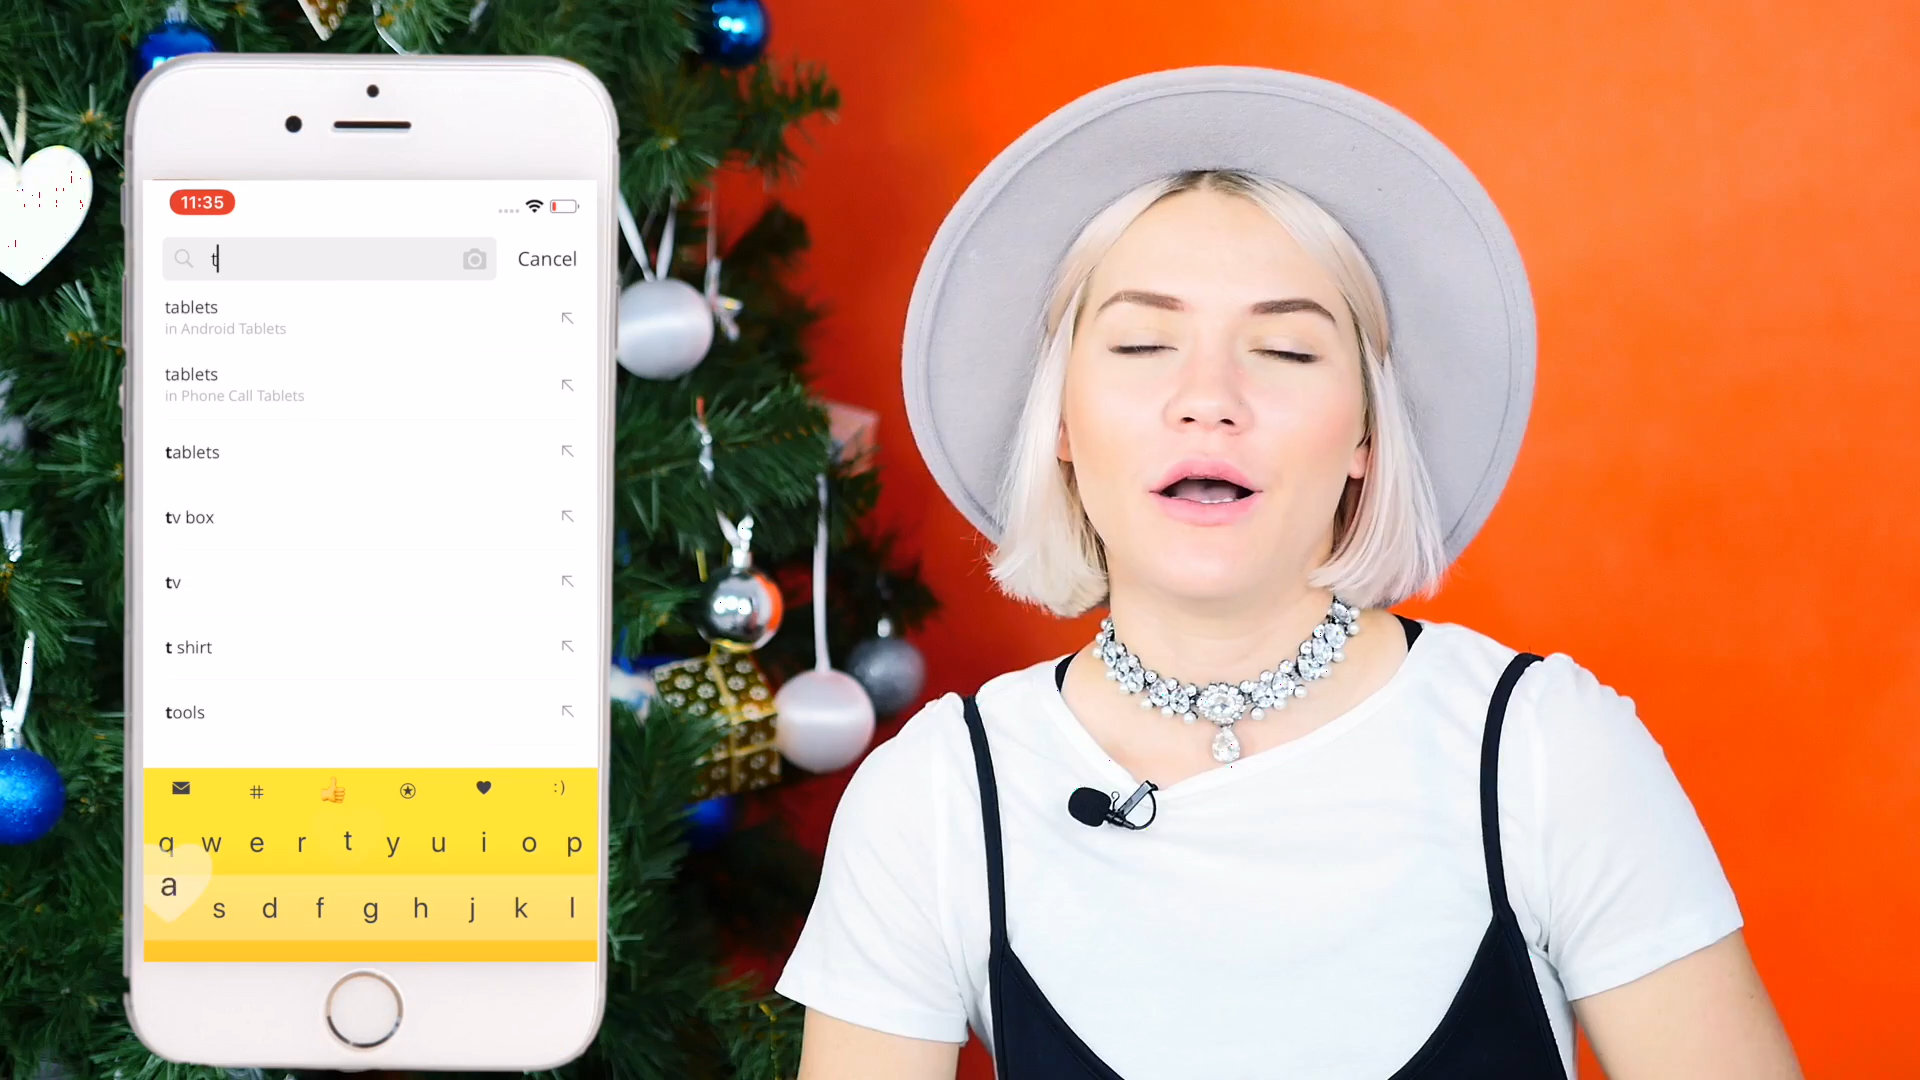 11:35
t
Cancel
tablets
in Android Tablets
tablets
in Phone Call Tablets
tablets
tv box
tv
t shirt
tools
# :)
q w e r t y u i o p
a s d f g h j k l